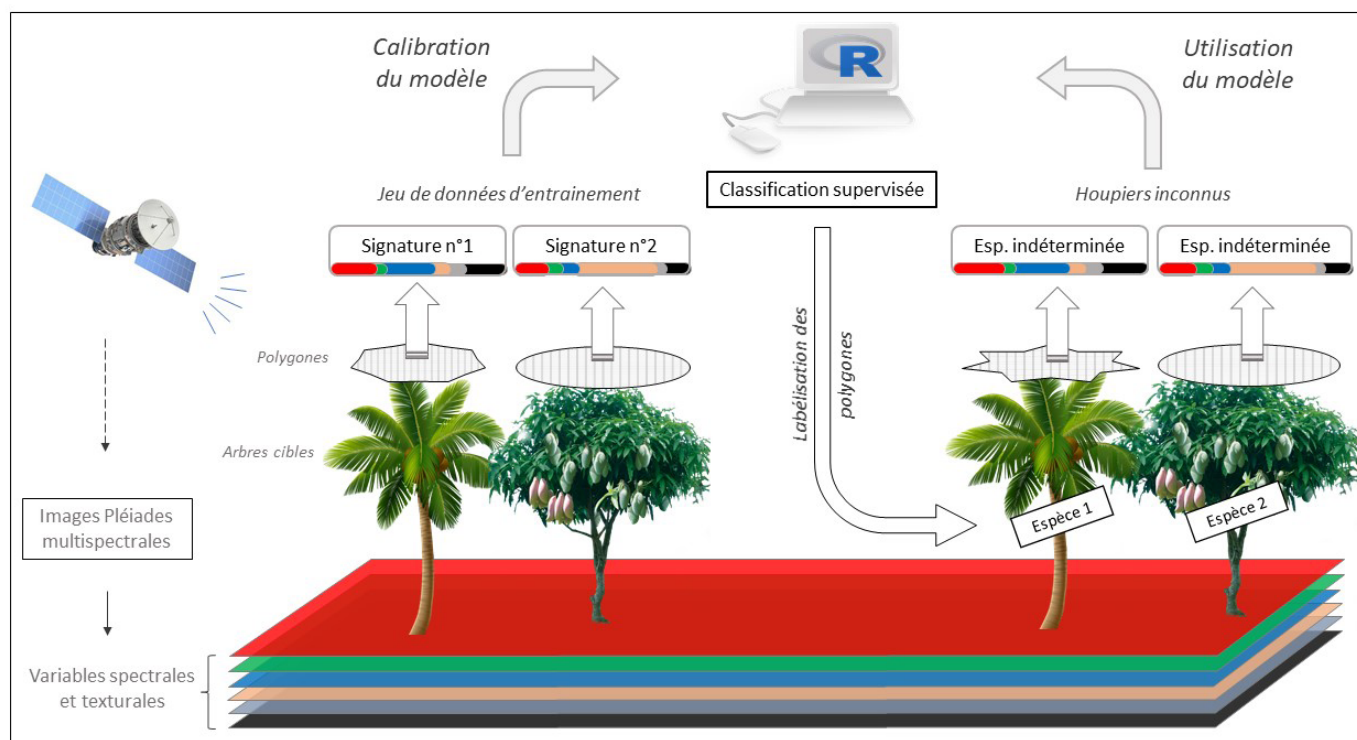 Calibration
du modèle
Utilisation
du modèle
R
Jeu de données d'entrainement
Classification supervisée
Houpiers inconnus
Signature n°1
Signature n°2
Esp. indéterminée
Esp. indéterminée
Polygones
Labélisation des
polygones
Arbres cibles
Images Pléiades
multispectrales
Espèce 1
Espèce 2
Variables spectrales
et texturales